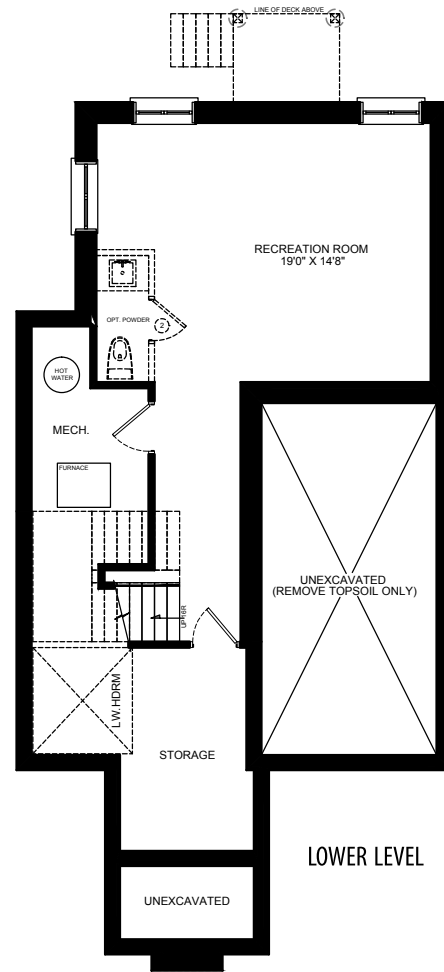 LINE OF DECK ABOVE
RECREATION ROOM
19'0" X 14'8"
OPT. POWDER
2
HOT
WATER
MECH.
FURNACE
UNEXCAVATED
(REMOVE TOPSOIL ONLY)
UP
LW.HDRM
STORAGE
LOWER LEVEL
UNEXCAVATED